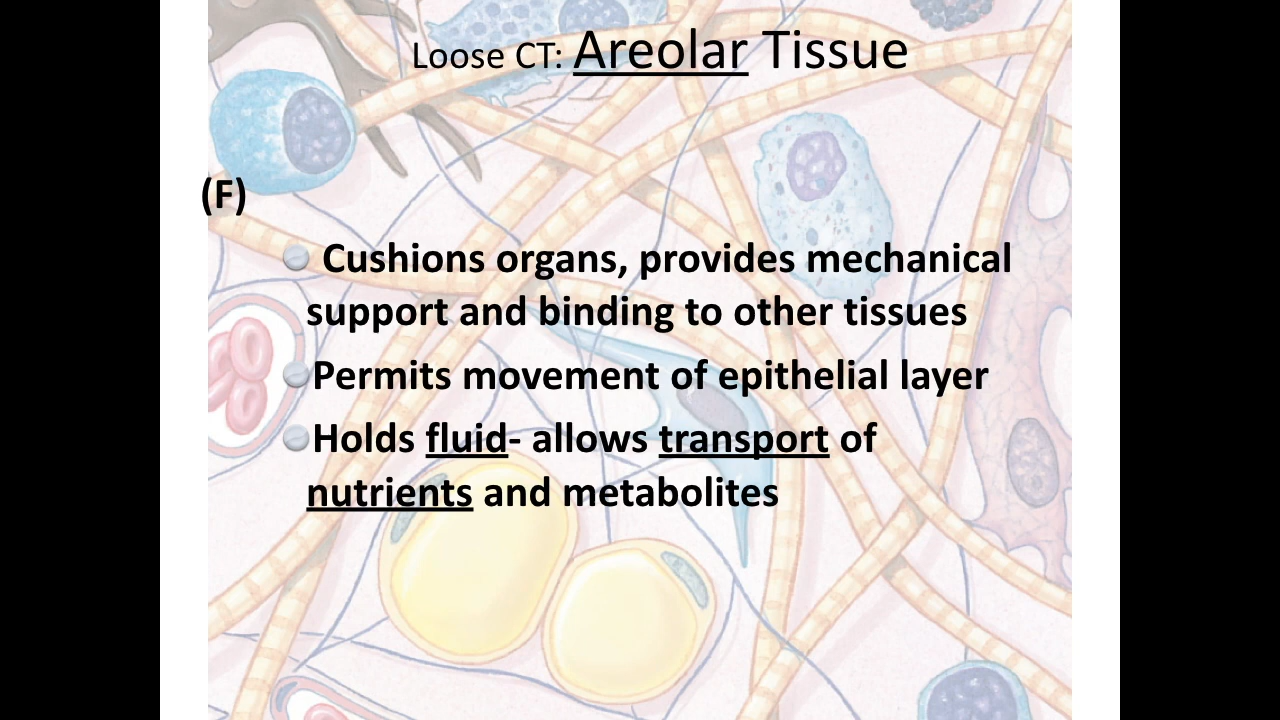 Loose CT: Areolar Tissue
(F)
Cushions organs, provides mechanical
support and binding to other tissues
Permits movement of epithelial layer
Holds fluid- allows transport of
nutrients and metabolites